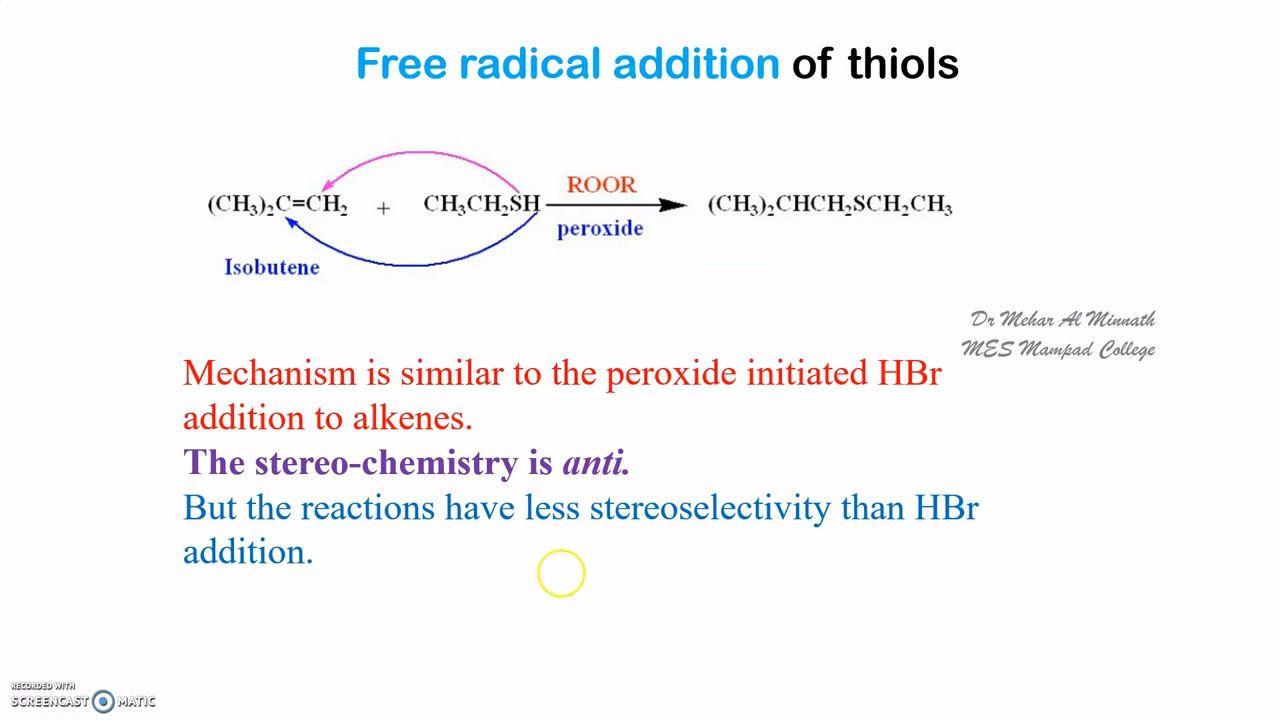 Free radical addition of thiols
ROOR
(CH₃)₂C=CH₂ + CH₃CH₂SH (CH₃)₂CHCH₂SCH₂CH₃
peroxide
Isobutene
Dr Mehar Al Minnath
MES Mampad College
Mechanism is similar to the peroxide initiated HBr
addition to alkenes.
The stereo-chemistry is anti.
But the reactions have less stereoselectivity than HBr
addition.
RECORDED WITH
SCREENCAST MATIC